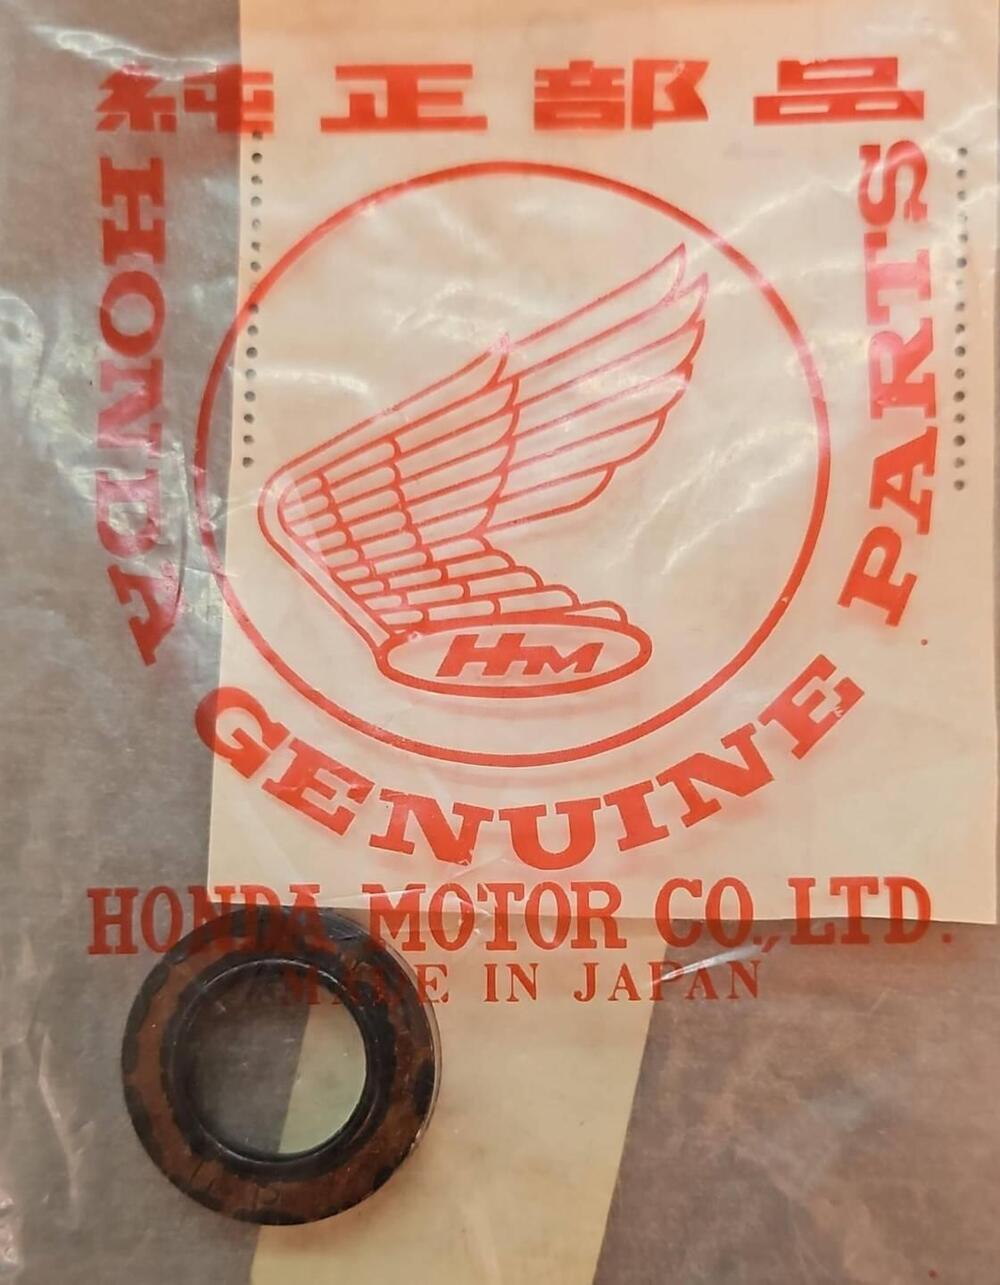 純正部品
HONDA
GENUINE
PARTS
HM
HONDA MOTOR CO., LTD.
MADE IN JAPAN